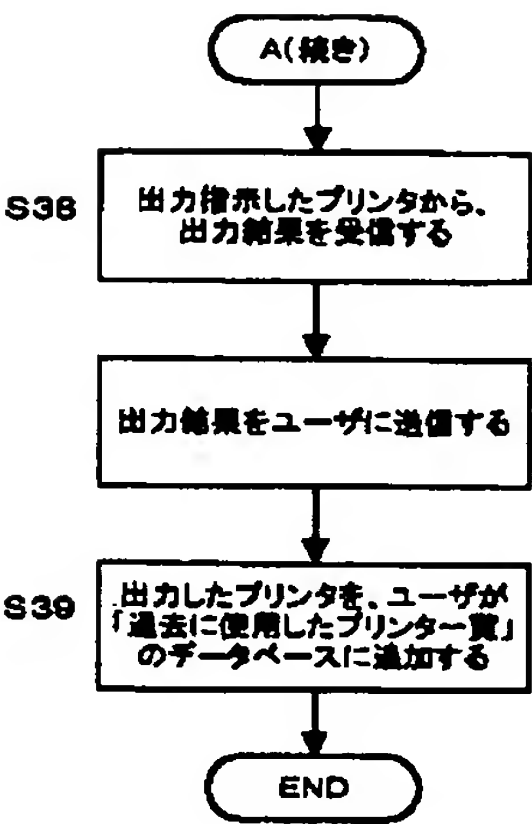 A(続き)
S38
出力指示したプリンタから、
出力結果を受信する
出力結果をユーザに送信する
S39
出力したプリンタを、ユーザが
「過去に使用したプリンター覧」
のデータベースに追加する
END